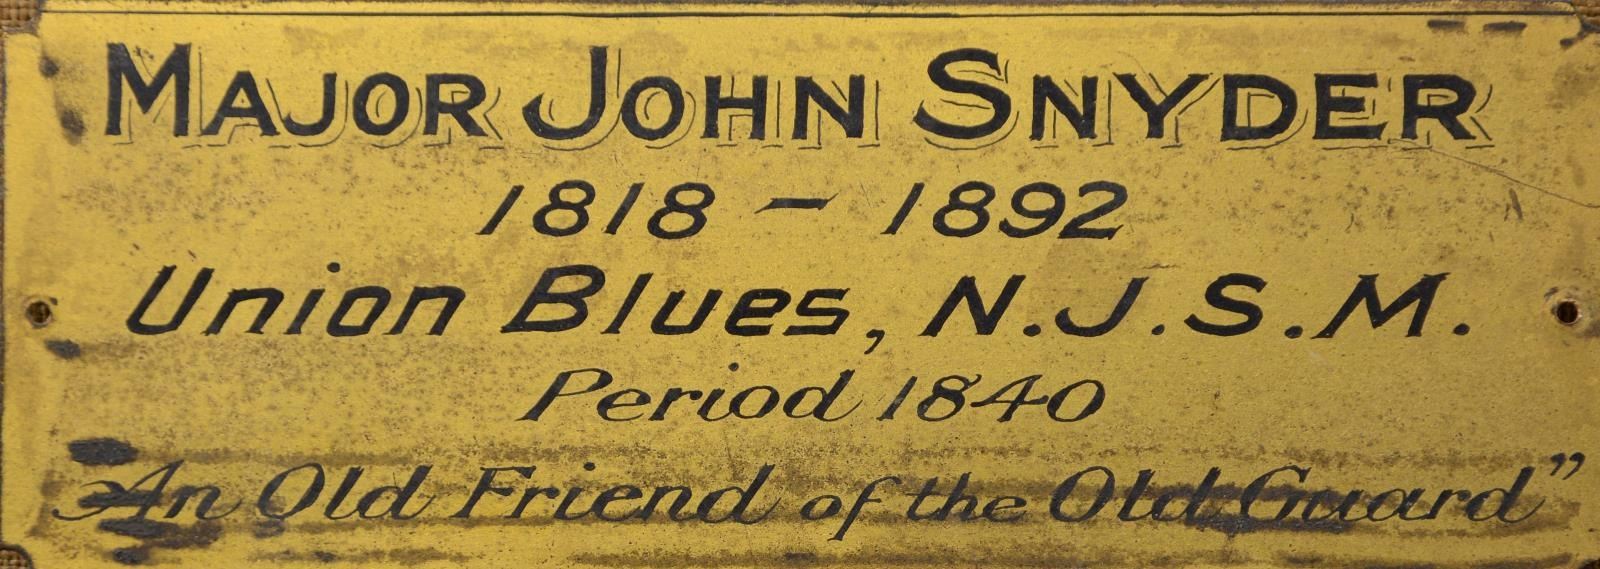 MAJOR JOHN SNYDER
1818 - 1892
Union Blues, N.J.S.M.
Period 1840
An Old Friend of the Old Guard”